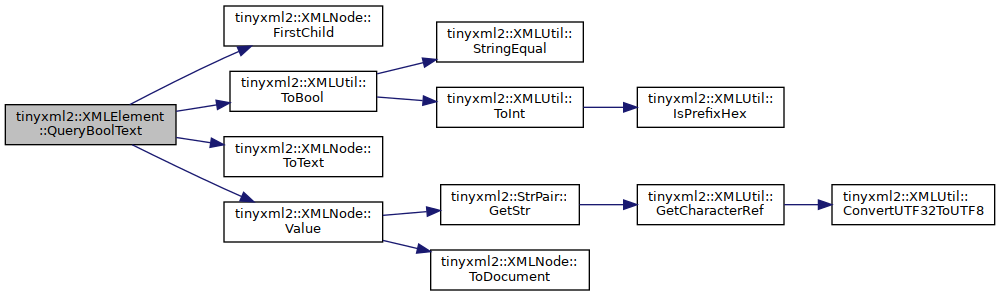 tinyxml2::XMLElement
::QueryBoolText
tinyxml2::XMLNode::
FirstChild
tinyxml2::XMLUtil::
ToBool
tinyxml2::XMLUtil::
StringEqual
tinyxml2::XMLUtil::
ToInt
tinyxml2::XMLUtil::
IsPrefixHex
tinyxml2::XMLNode::
ToText
tinyxml2::XMLNode::
Value
tinyxml2::StrPair::
GetStr
tinyxml2::XMLUtil::
GetCharacterRef
tinyxml2::XMLUtil::
ConvertUTF32ToUTF8
tinyxml2::XMLNode::
ToDocument